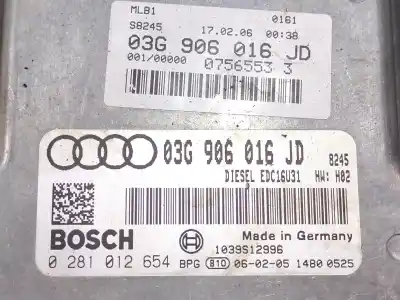 MLB1 0161
S8245 17.02.06 00:38
03G 906 016 JD
001/00000 0756553 3
03G 906 016 JD 8245
DIESEL EDC16U31 HW: H02
BOSCH Made in Germany
1039S12996
0 281 012 654 BPG 810 06-02-05 1480 0525